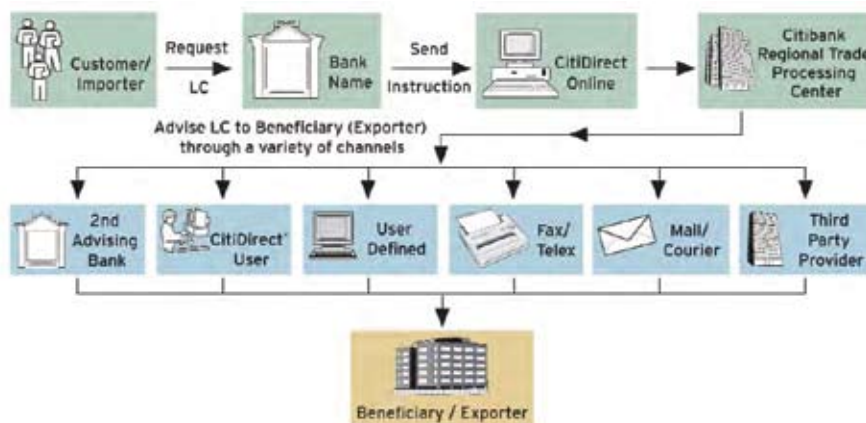 Customer/
Importer
Request
LC
Bank
Name
Send
Instruction
CitiDirect
Online
Citibank
Regional Trade
Processing
Center
Advise LC to Beneficiary (Exporter)
through a variety of channels
2nd
Advising
Bank
CitiDirect®
User
User
Defined
Fax/
Telex
Mail/
Courier
Third
Party
Provider
Beneficiary / Exporter